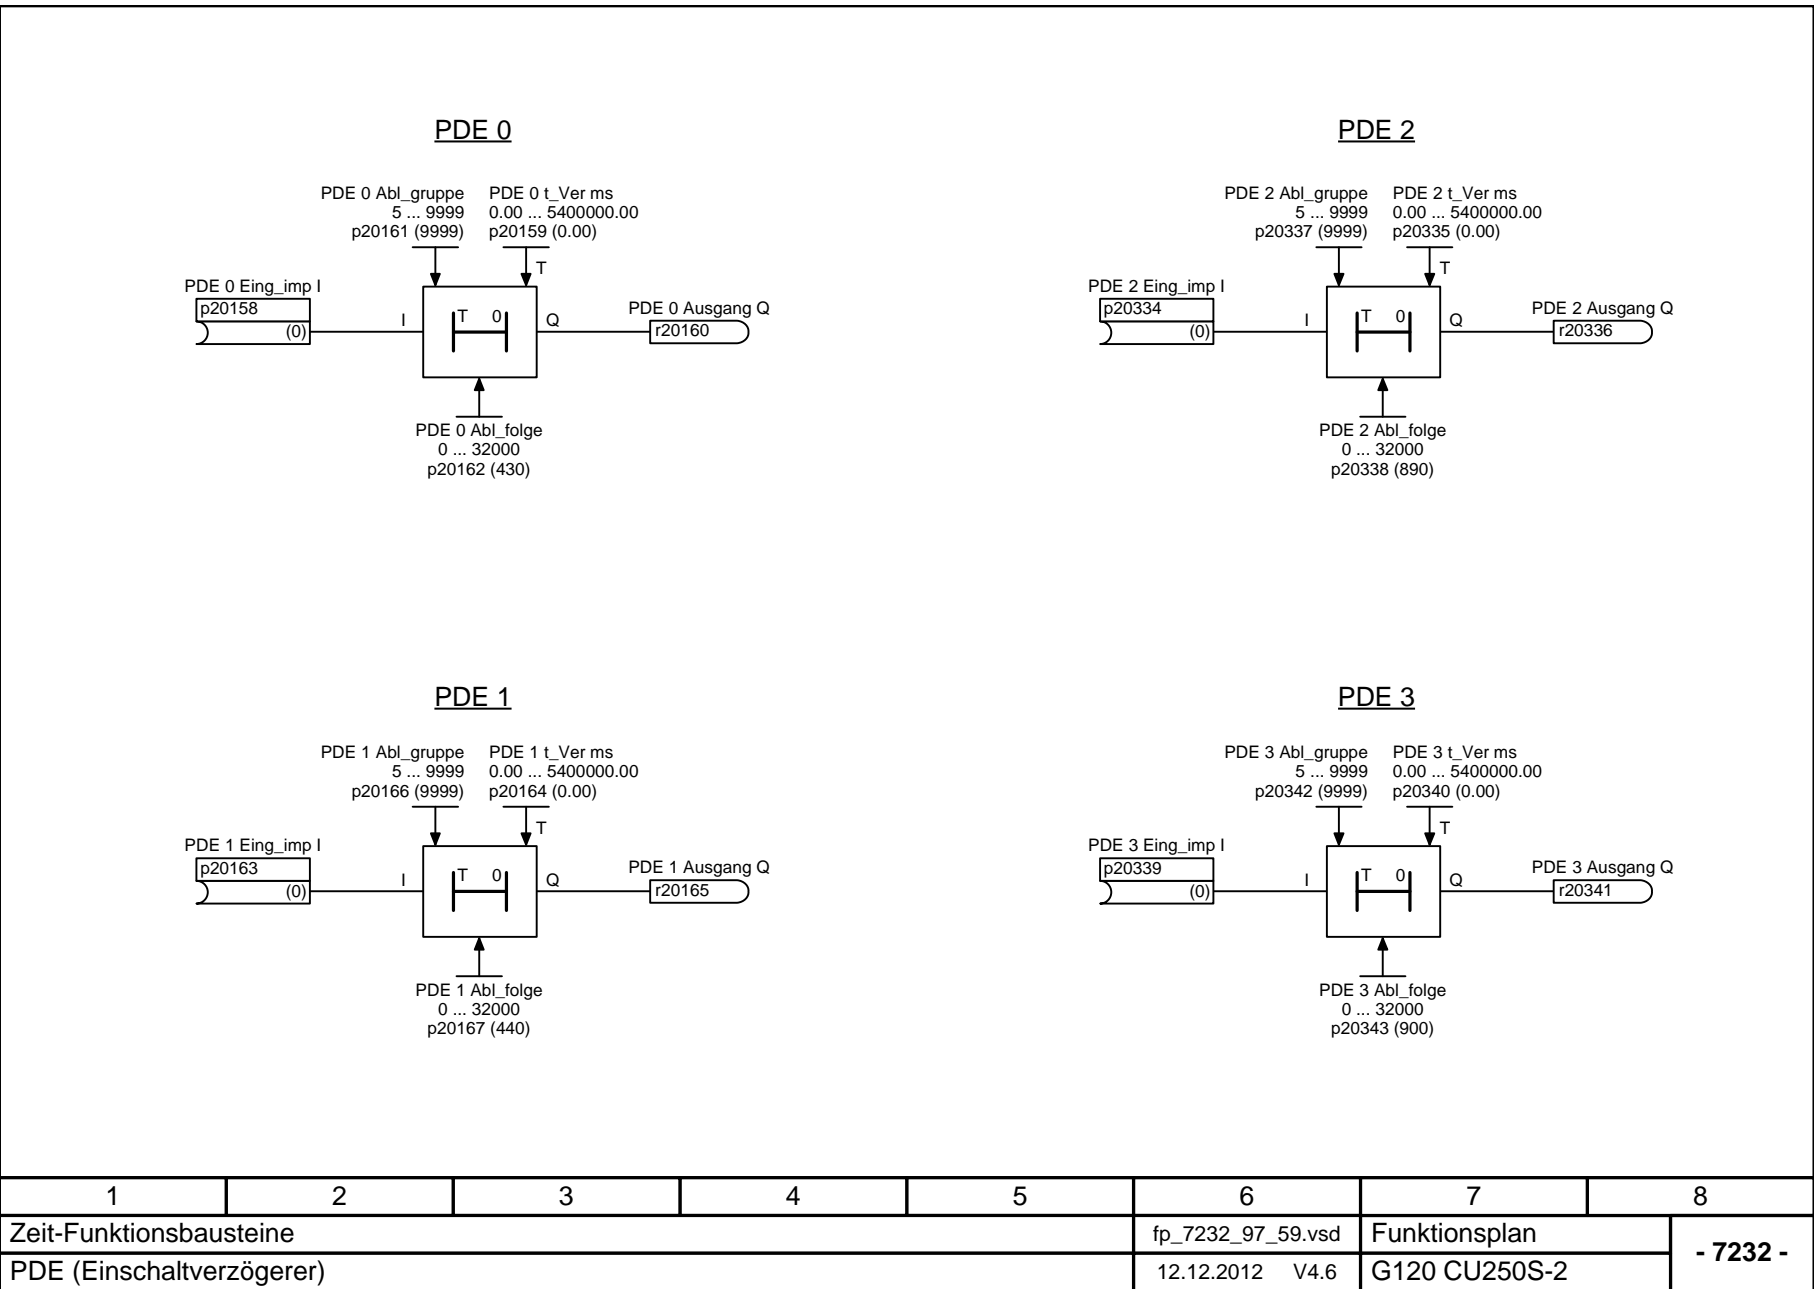 PDE 0
PDE 0 Abl_gruppe
5 ... 9999
p20161 (9999)
PDE 0 t_Ver ms
0.00 ... 5400000.00
p20159 (0.00)
T
PDE 0 Eing_imp I
p20158
(0)
I
T 0
Q
PDE 0 Ausgang Q
r20160
PDE 0 Abl_folge
0 ... 32000
p20162 (430)
PDE 2
PDE 2 Abl_gruppe
5 ... 9999
p20337 (9999)
PDE 2 t_Ver ms
0.00 ... 5400000.00
p20335 (0.00)
T
PDE 2 Eing_imp I
p20334
(0)
I
T 0
Q
PDE 2 Ausgang Q
r20336
PDE 2 Abl_folge
0 ... 32000
p20338 (890)
PDE 1
PDE 1 Abl_gruppe
5 ... 9999
p20166 (9999)
PDE 1 t_Ver ms
0.00 ... 5400000.00
p20164 (0.00)
T
PDE 1 Eing_imp I
p20163
(0)
I
T 0
Q
PDE 1 Ausgang Q
r20165
PDE 1 Abl_folge
0 ... 32000
p20167 (440)
PDE 3
PDE 3 Abl_gruppe
5 ... 9999
p20342 (9999)
PDE 3 t_Ver ms
0.00 ... 5400000.00
p20340 (0.00)
T
PDE 3 Eing_imp I
p20339
(0)
I
T 0
Q
PDE 3 Ausgang Q
r20341
PDE 3 Abl_folge
0 ... 32000
p20343 (900)
1 2 3 4 5 6 7 8
Zeit-Funktionsbausteine
fp_7232_97_59.vsd
Funktionsplan
- 7232 -
PDE (Einschaltverzögerer)
12.12.2012 V4.6
G120 CU250S-2